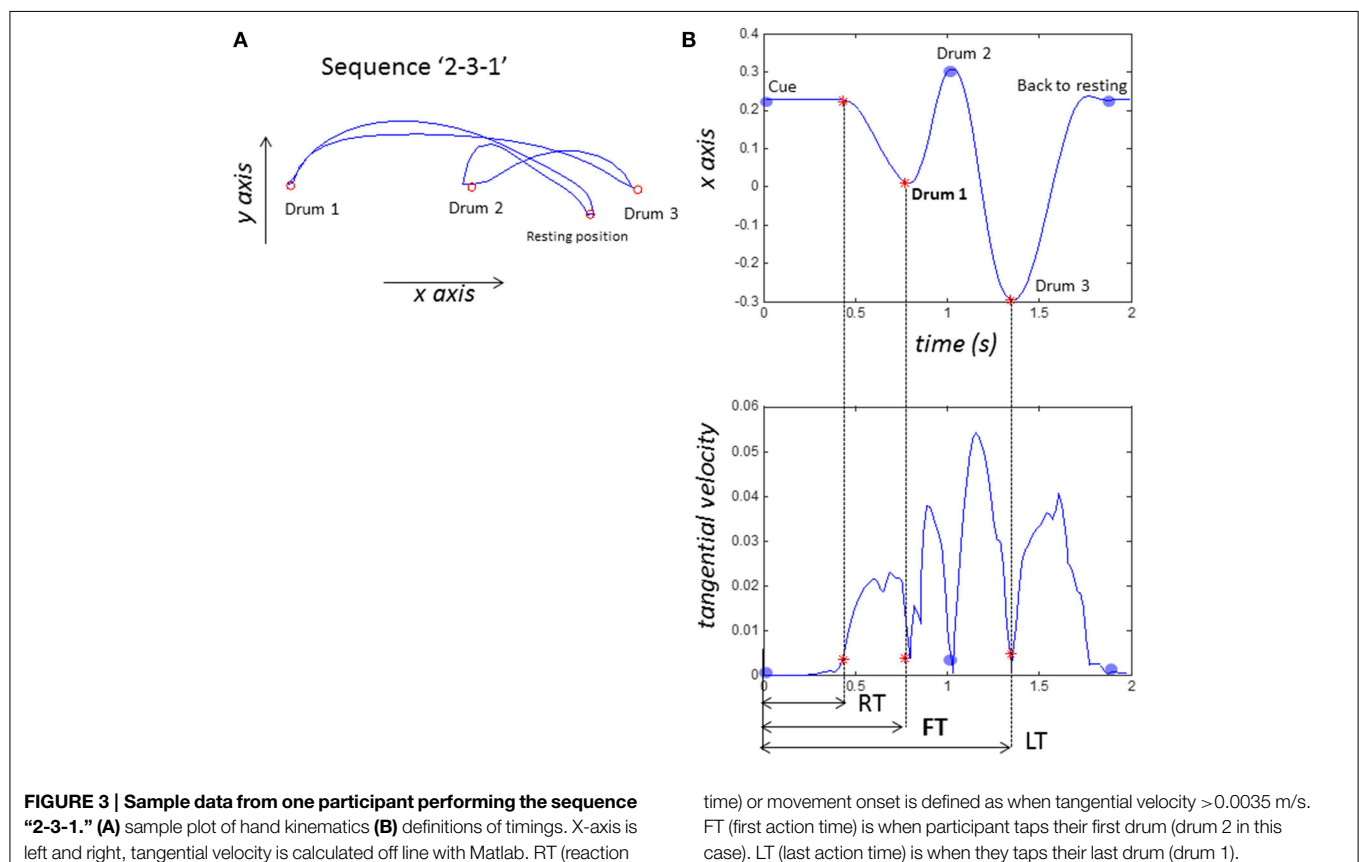 A
Sequence '2-3-1'
y axis
Drum 1
Drum 2
Drum 3
Resting position
x axis
B
0.4
0.3
0.2
0.1
0
-0.1
-0.2
-0.3
x axis
Cue
Drum 2
Back to resting
Drum 1
Drum 3
0
0.5
1
1.5
2
time (s)
0.06
0.05
0.04
0.03
0.02
0.01
0
tangential velocity
0
0.5
1
1.5
2
RT
FT
LT
FIGURE 3 | Sample data from one participant performing the sequence
"2-3-1." (A) sample plot of hand kinematics (B) definitions of timings. X-axis is
left and right, tangential velocity is calculated off line with Matlab. RT (reaction
time) or movement onset is defined as when tangential velocity >0.0035 m/s.
FT (first action time) is when participant taps their first drum (drum 2 in this
case). LT (last action time) is when they taps their last drum (drum 1).